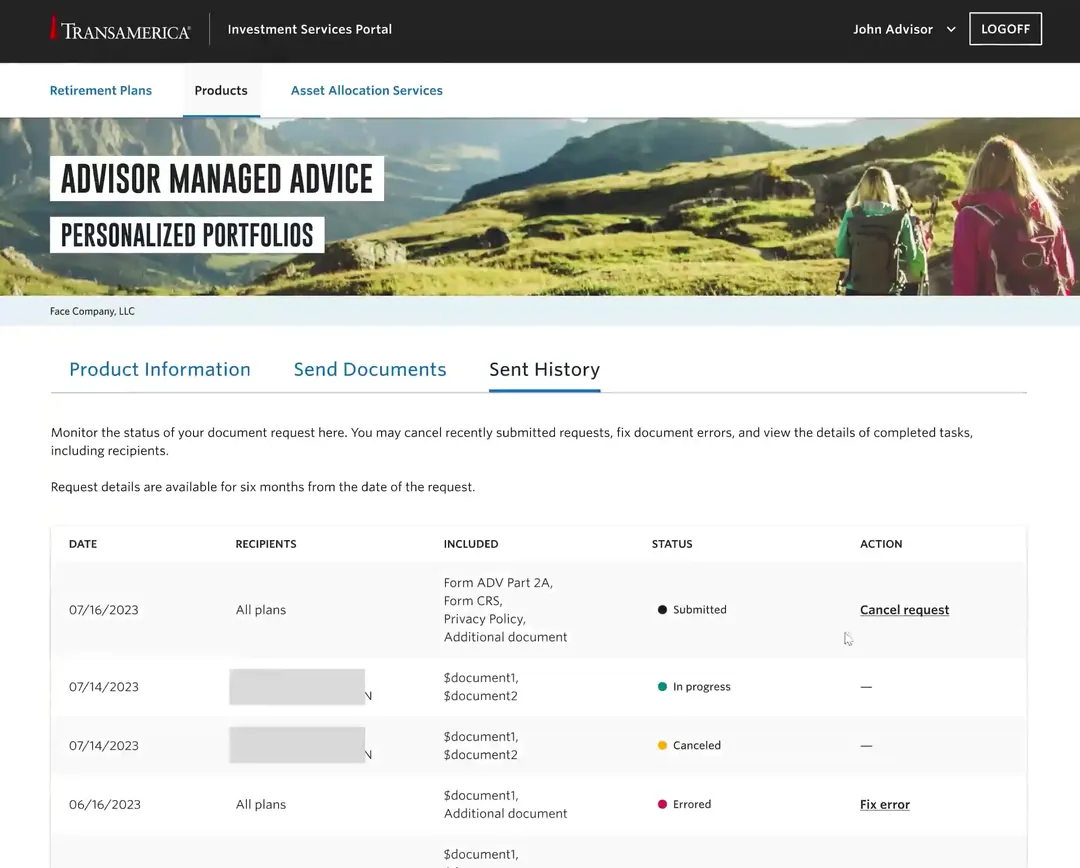 TRANSAMERICA®
Investment Services Portal
John Advisor
LOGOFF
Retirement Plans
Products
Asset Allocation Services
ADVISOR MANAGED ADVICE
PERSONALIZED PORTFOLIOS
Face Company, LLC
Product Information
Send Documents
Sent History
Monitor the status of your document request here. You may cancel recently submitted requests, fix document errors, and view the details of completed tasks,
including recipients.
Request details are available for six months from the date of the request.
DATE RECIPIENTS INCLUDED STATUS ACTION
07/16/2023
All plans
Form ADV Part 2A,
Form CRS,
Privacy Policy,
Additional document
Submitted
Cancel request
07/14/2023
N
$document1,
$document2
In progress
—
07/14/2023
N
$document1,
$document2
Canceled
—
06/16/2023
All plans
$document1,
Additional document
Errored
Fix error
$document1,